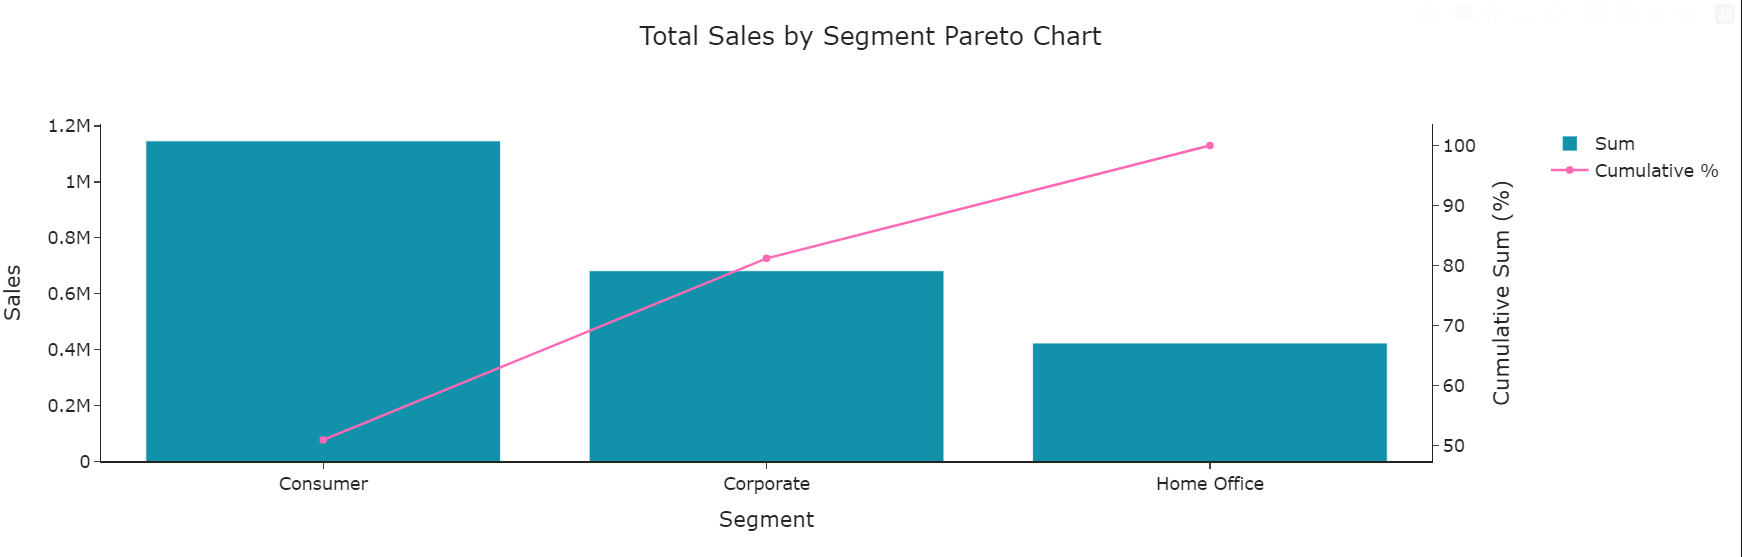 Total Sales by Segment Pareto Chart
1.2M
1M
0.8M
0.6M
0.4M
0.2M
0
Sales
Consumer
Corporate
Home Office
Segment
100
90
80
70
60
50
Cumulative Sum (%)
Sum
Cumulative %